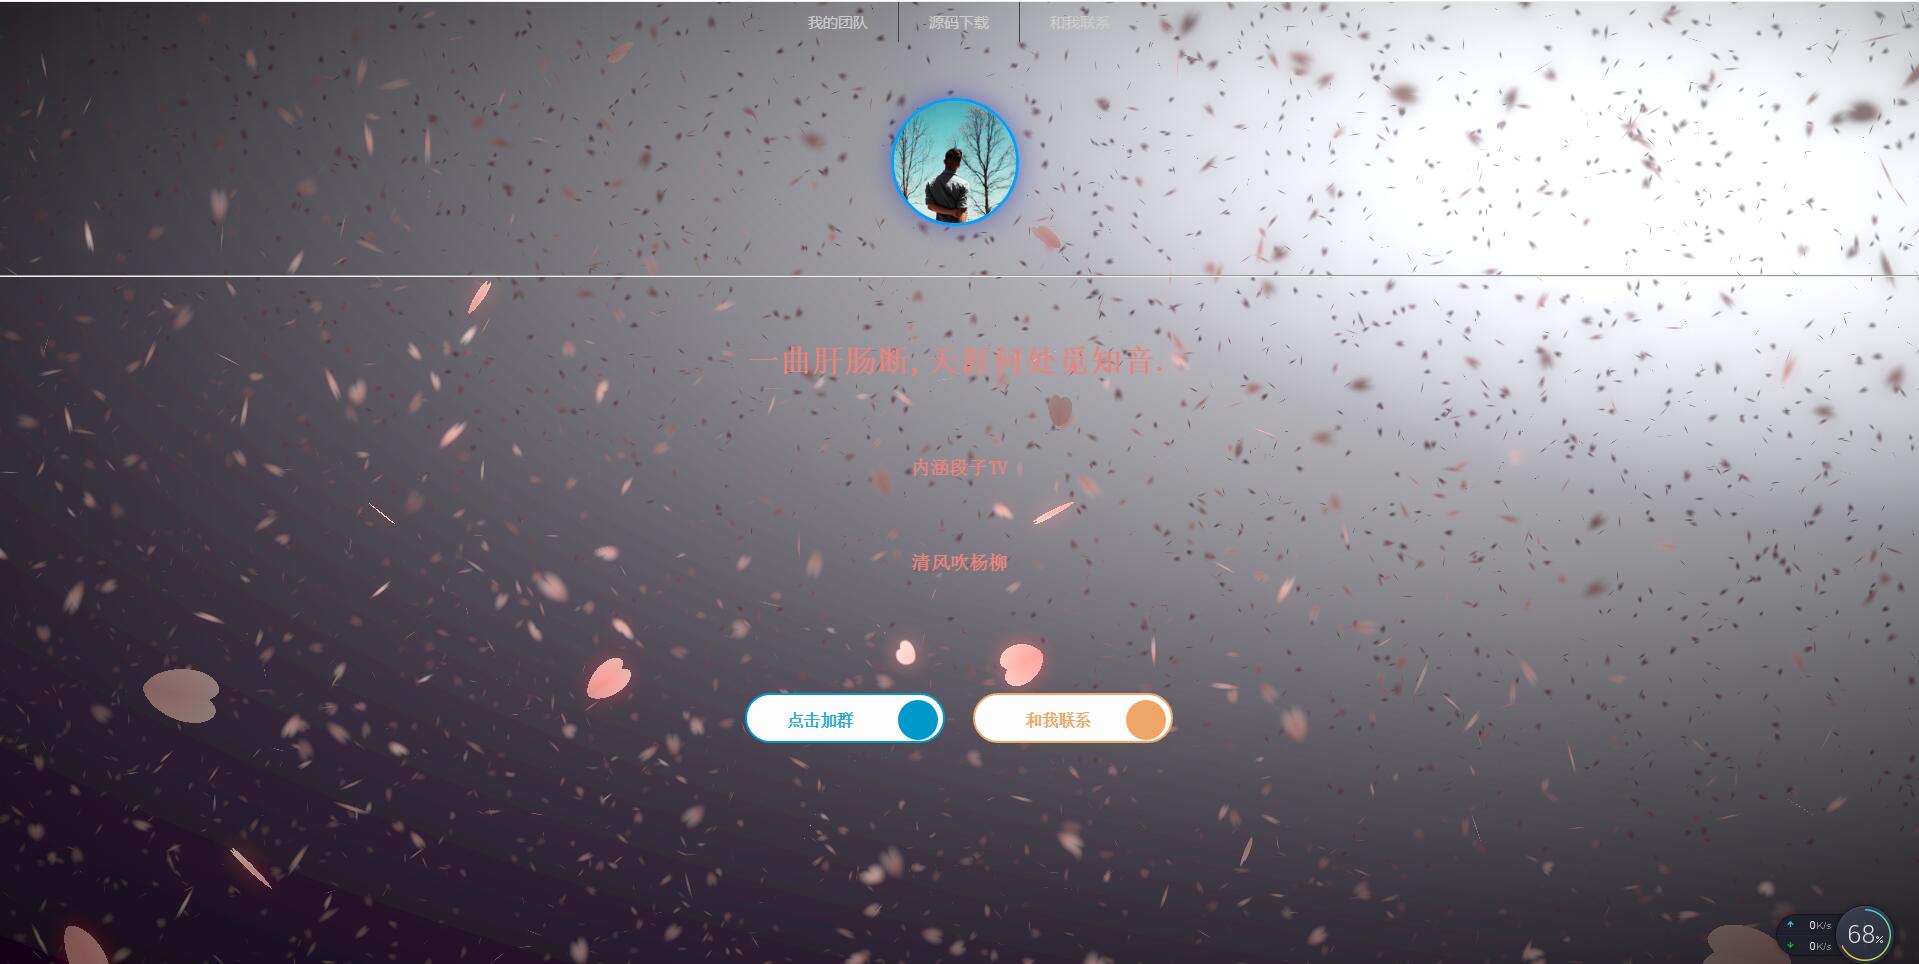 我的团队
源码下载
和我联系
一曲肝肠断,天涯何处觅知音.
内涵段子TV
清风吹杨柳
点击加群
和我联系
0K/s
0K/s
68%